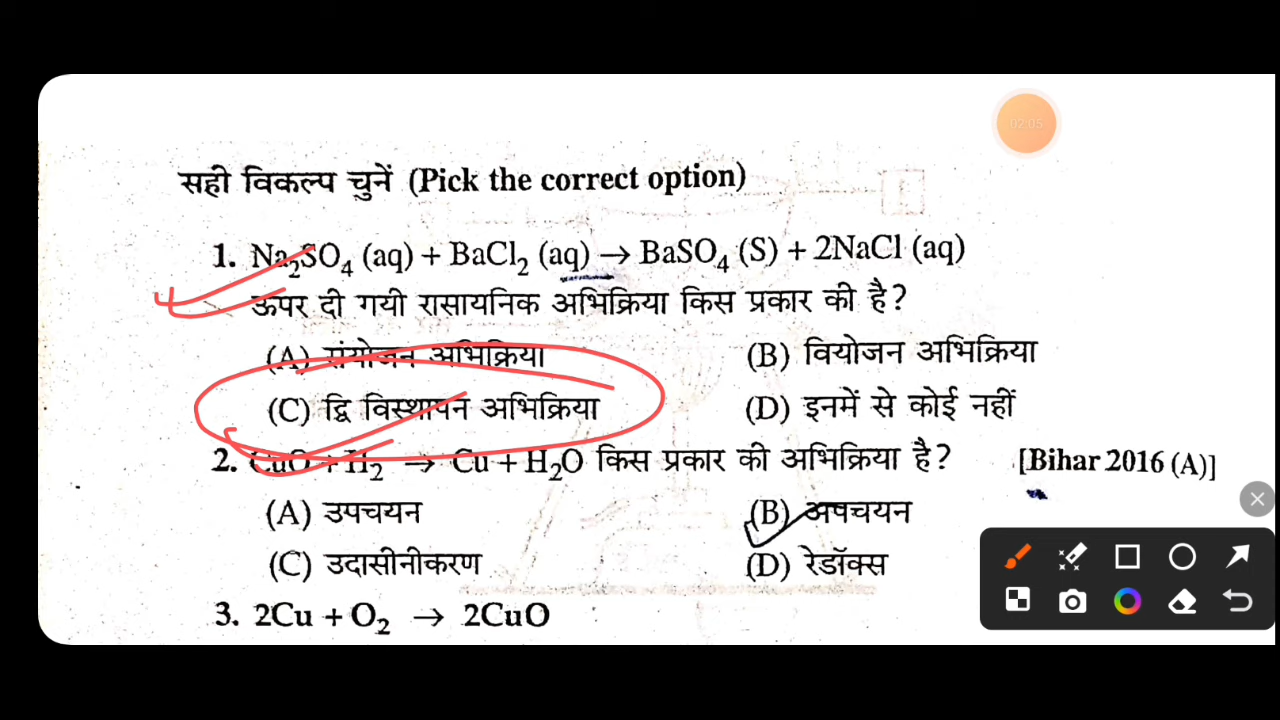 02:05
सही विकल्प चुनें (Pick the correct option)
1. Na₂SO₄ (aq) + BaCl₂ (aq) → BaSO₄ (S) + 2NaCl (aq)
ऊपर दी गयी रासायनिक अभिक्रिया किस प्रकार की है?
(A) संयोजन अभिक्रिया (B) वियोजन अभिक्रिया
(C) द्वि विस्थापन अभिक्रिया (D) इनमें से कोई नहीं
2. CuO + H₂ → Cu + H₂O किस प्रकार की अभिक्रिया है? [Bihar 2016 (A)]
(A) उपचयन (B) अपचयन
(C) उदासीनीकरण (D) रेडॉक्स
3. 2Cu + O₂ → 2CuO